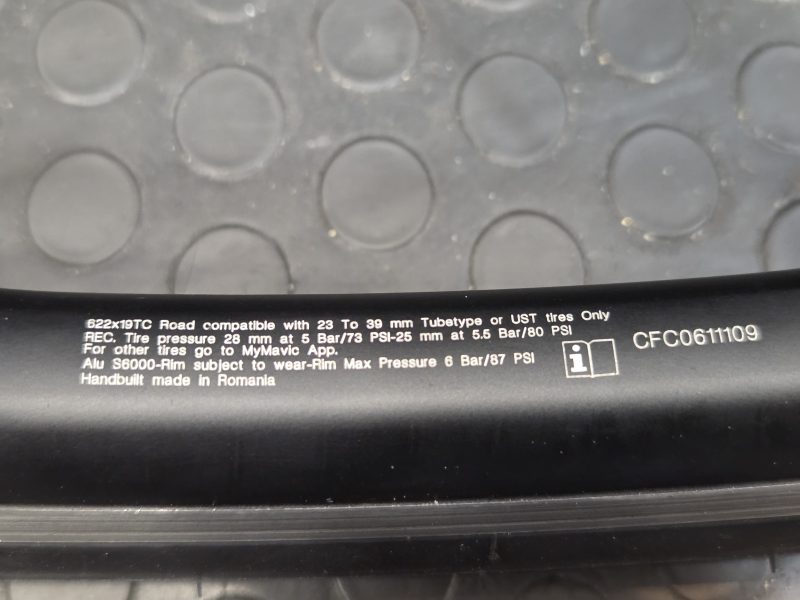 622x19TC Road compatible with 23 To 39 mm Tubetype or UST tires Only
REC. Tire pressure 28 mm at 5 Bar/73 PSI-25 mm at 5.5 Bar/80 PSI
For other tires go to MyMavic App.
Alu S6000-Rim subject to wear-Rim Max Pressure 6 Bar/87 PSI
Handbuilt made in Romania
i
CFC0611109